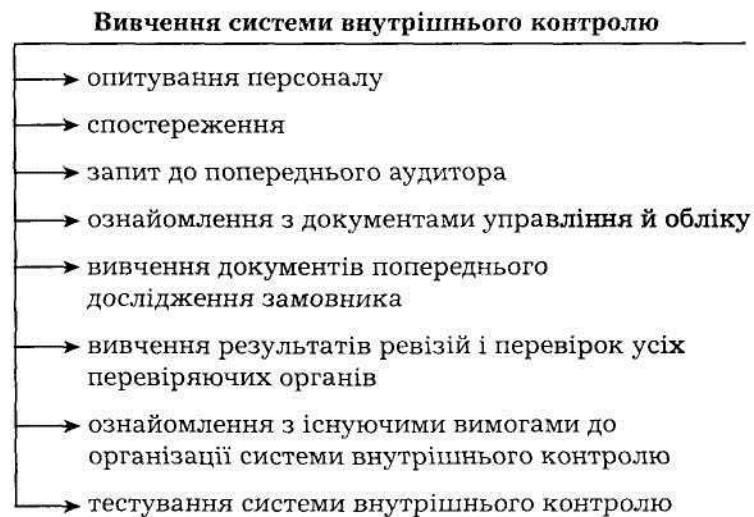 Вивчення системи внутрішнього контролю
опитування персоналу
спостереження
запит до попереднього аудитора
ознайомлення з документами управління й обліку
вивчення документів попереднього
дослідження замовника
вивчення результатів ревізій і перевірок усіх
перевіряючих органів
ознайомлення з існуючими вимогами до
організації системи внутрішнього контролю
тестування системи внутрішнього контролю